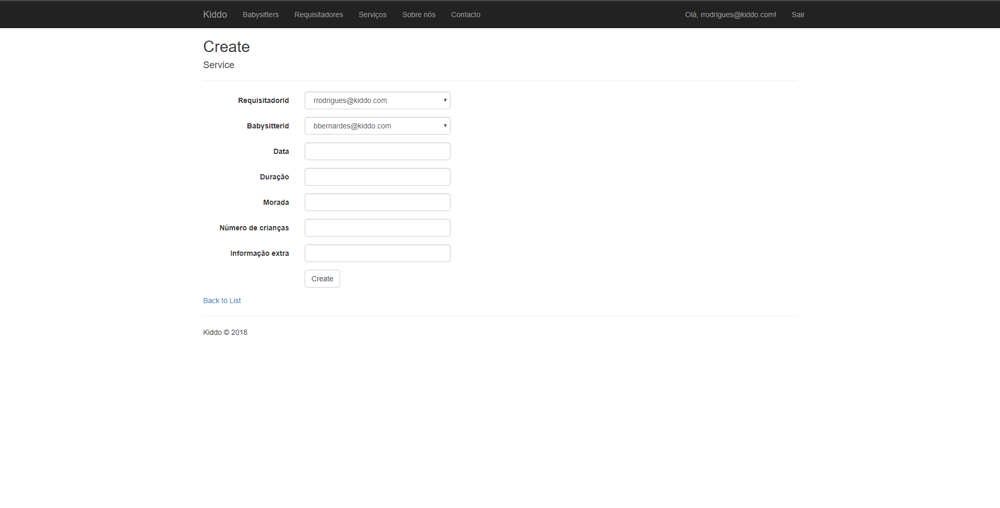 Kiddo Babysitters Requisitadores Serviços Sobre nós Contacto Olá, rrodrigues@kiddo.com! Sair
Create
Service
RequisitadorId rrodrigues@kiddo.com
BabysitterId bbernardes@kiddo.com
Data
Duração
Morada
Número de crianças
Informação extra
Create
Back to List
Kiddo © 2018